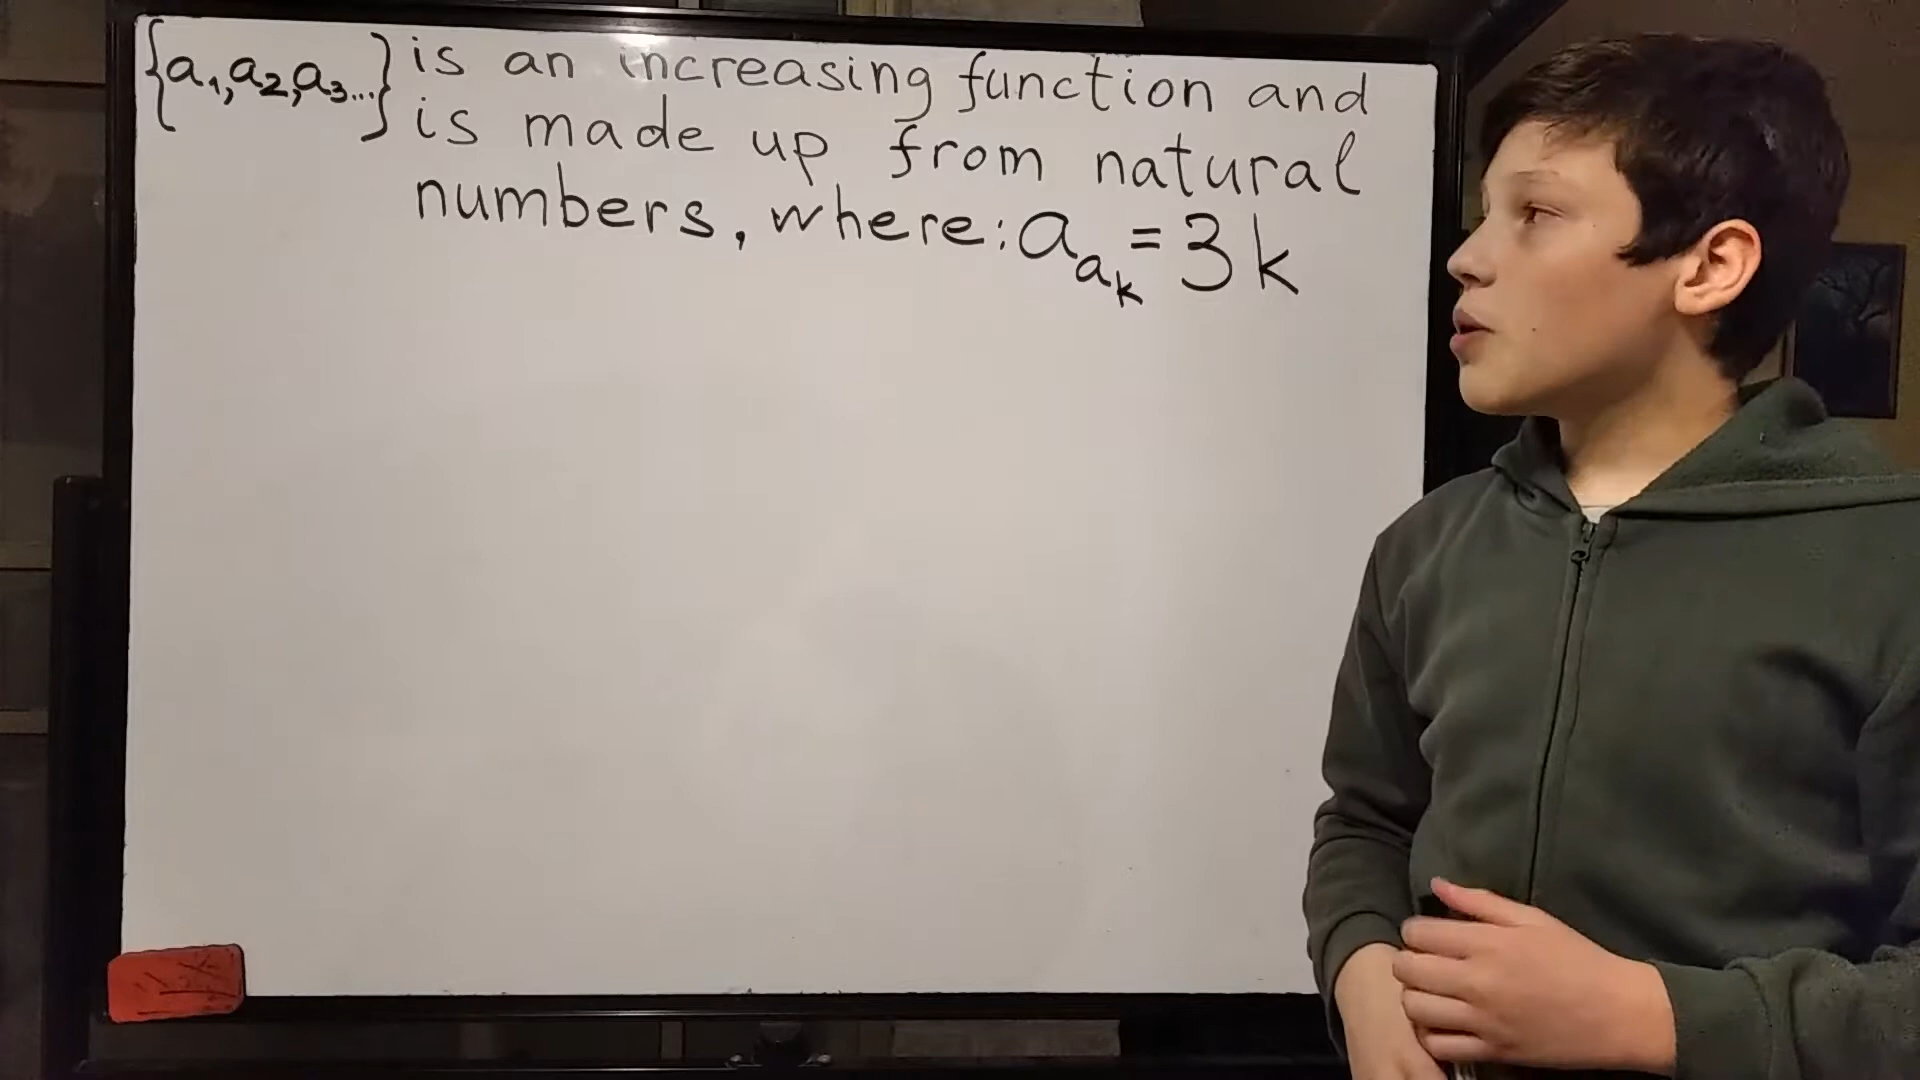 {a₁,a₂,a₃...} is an increasing function and
is made up from natural
numbers, where: a_{a_k} = 3k